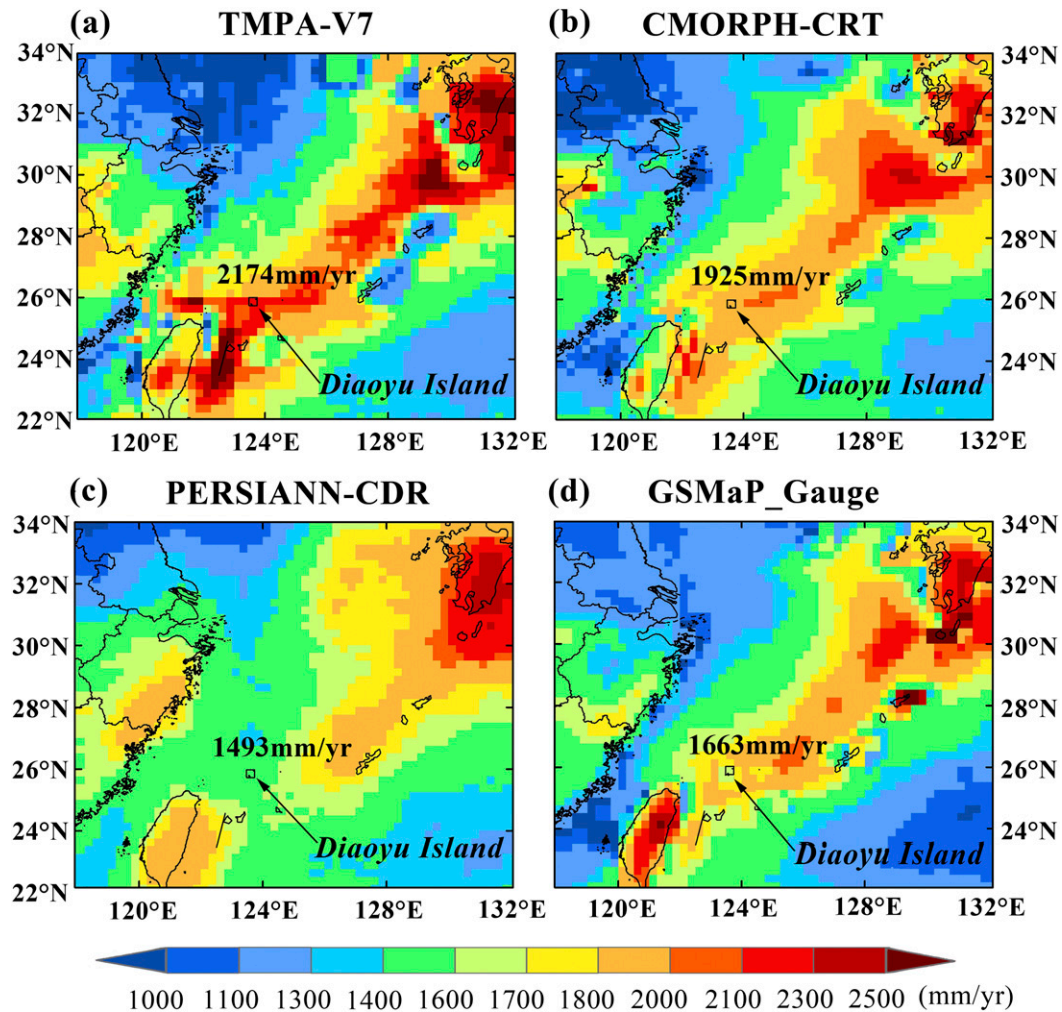 (a) TMPA-V7
(b) CMORPH-CRT
34°N
32°N
30°N
28°N
26°N
24°N
22°N
2174mm/yr
Diaoyu Island
120°E 124°E 128°E 132°E
34°N
32°N
30°N
28°N
26°N
24°N
22°N
1925mm/yr
Diaoyu Island
120°E 124°E 128°E 132°E
(c) PERSIANN-CDR
(d) GSMaP_Gauge
34°N
32°N
30°N
28°N
26°N
24°N
22°N
1493mm/yr
Diaoyu Island
120°E 124°E 128°E 132°E
34°N
32°N
30°N
28°N
26°N
24°N
22°N
1663mm/yr
Diaoyu Island
120°E 124°E 128°E 132°E
1000 1100 1300 1400 1600 1700 1800 2000 2100 2300 2500 (mm/yr)